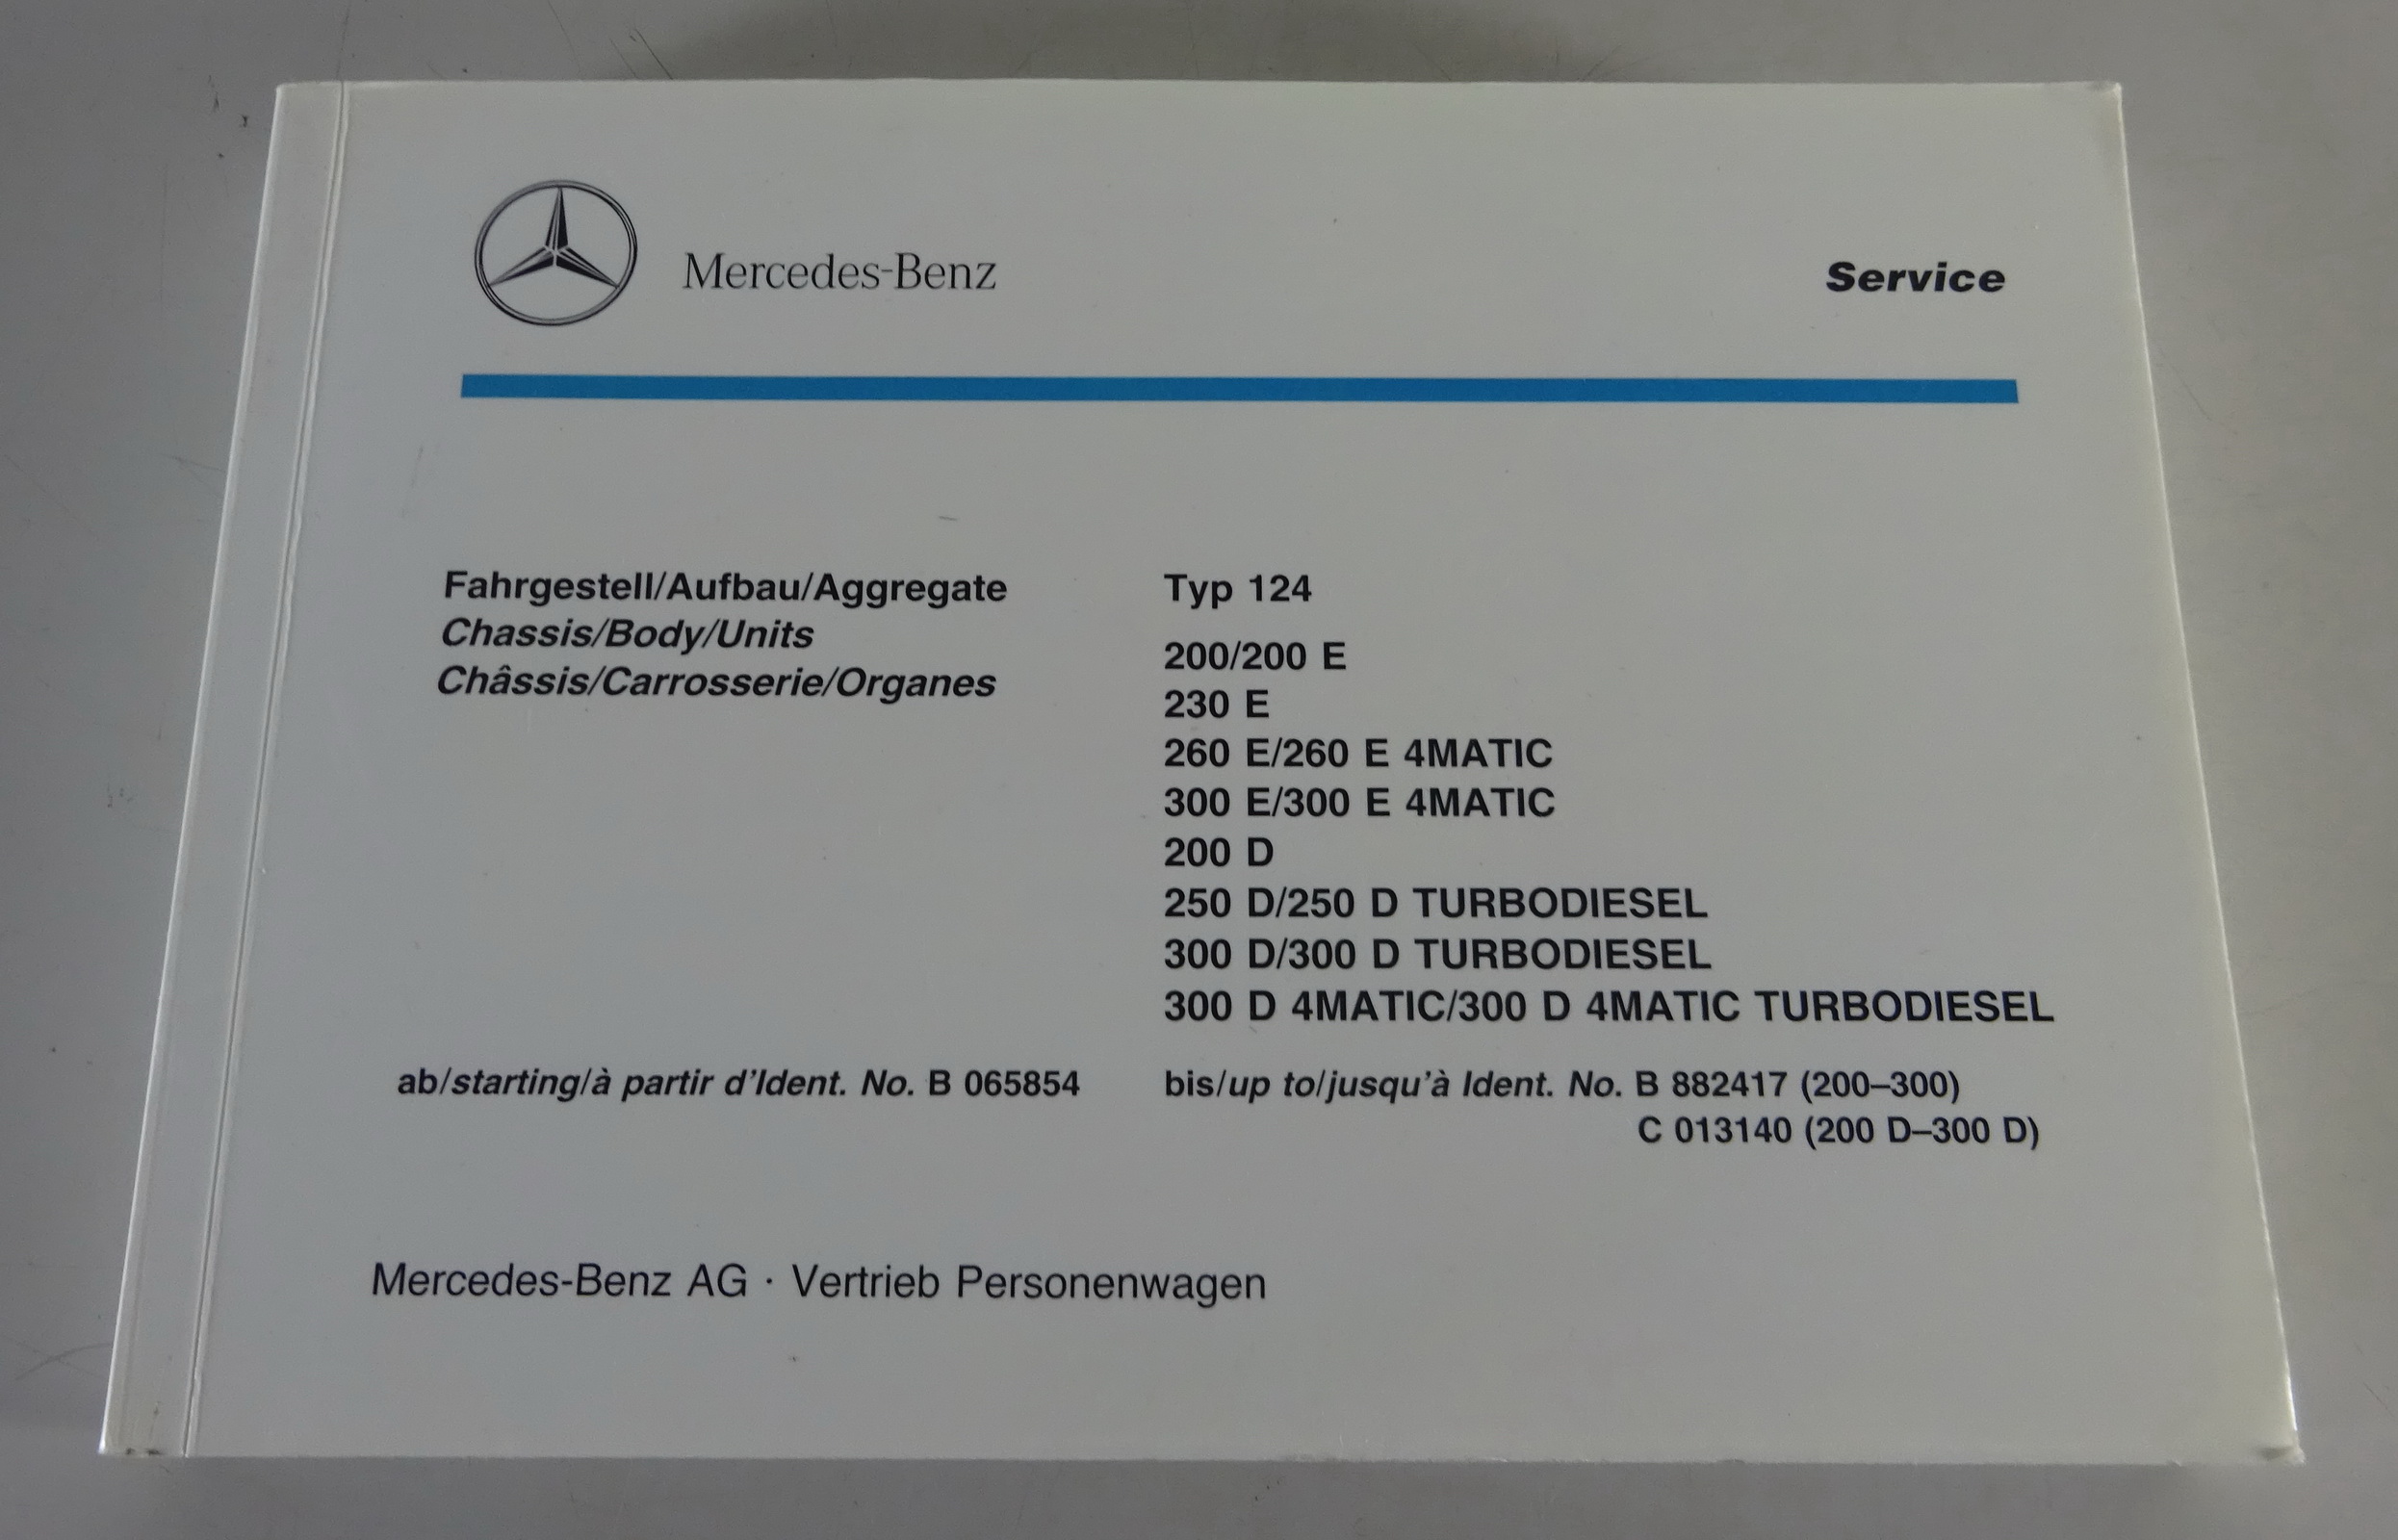 Mercedes-Benz
Service
Fahrgestell/Aufbau/Aggregate
Chassis/Body/Units
Châssis/Carrosserie/Organes
Typ 124
200/200 E
230 E
260 E/260 E 4MATIC
300 E/300 E 4MATIC
200 D
250 D/250 D TURBODIESEL
300 D/300 D TURBODIESEL
300 D 4MATIC/300 D 4MATIC TURBODIESEL
ab/starting/à partir d'Ident. No. B 065854
bis/up to/jusqu'à Ident. No. B 882417 (200–300)
C 013140 (200 D–300 D)
Mercedes-Benz AG · Vertrieb Personenwagen